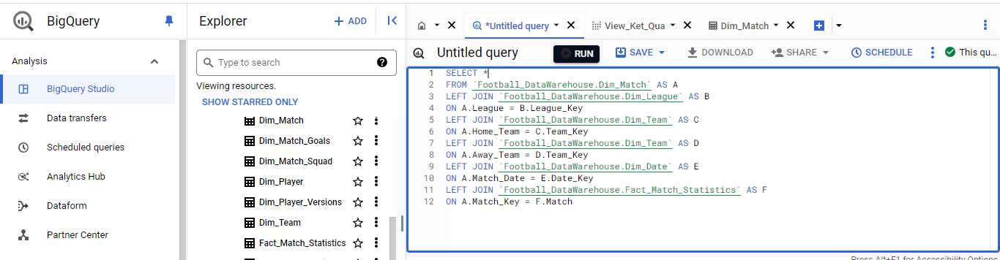 BigQuery
Explorer
+ ADD
Analysis
BigQuery Studio
Data transfers
Scheduled queries
Analytics Hub
Dataform
Partner Center
Type to search
Viewing resources.
SHOW STARRED ONLY
Dim_Match
Dim_Match_Goals
Dim_Match_Squad
Dim_Player
Dim_Player_Versions
Dim_Team
Fact_Match_Statistics
*Untitled query
View_Ket_Qua
Dim_Match
Untitled query
RUN
SAVE
DOWNLOAD
SHARE
SCHEDULE
This qu...
1 SELECT *
2 FROM `Football_DataWarehouse.Dim_Match` AS A
3 LEFT JOIN `Football_DataWarehouse.Dim_League` AS B
4 ON A.League = B.League_Key
5 LEFT JOIN `Football_DataWarehouse.Dim_Team` AS C
6 ON A.Home_Team = C.Team_Key
7 LEFT JOIN `Football_DataWarehouse.Dim_Team` AS D
8 ON A.Away_Team = D.Team_Key
9 LEFT JOIN `Football_DataWarehouse.Dim_Date` AS E
10 ON A.Match_Date = E.Date_Key
11 LEFT JOIN `Football_DataWarehouse.Fact_Match_Statistics` AS F
12 ON A.Match_Key = F.Match
Press Alt+F1 for Accessibility Options